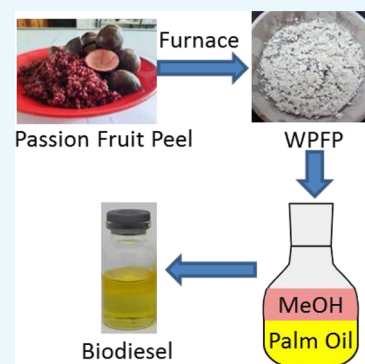 Furnace
Passion Fruit Peel
WPFP
MeOH
Palm Oil
Biodiesel